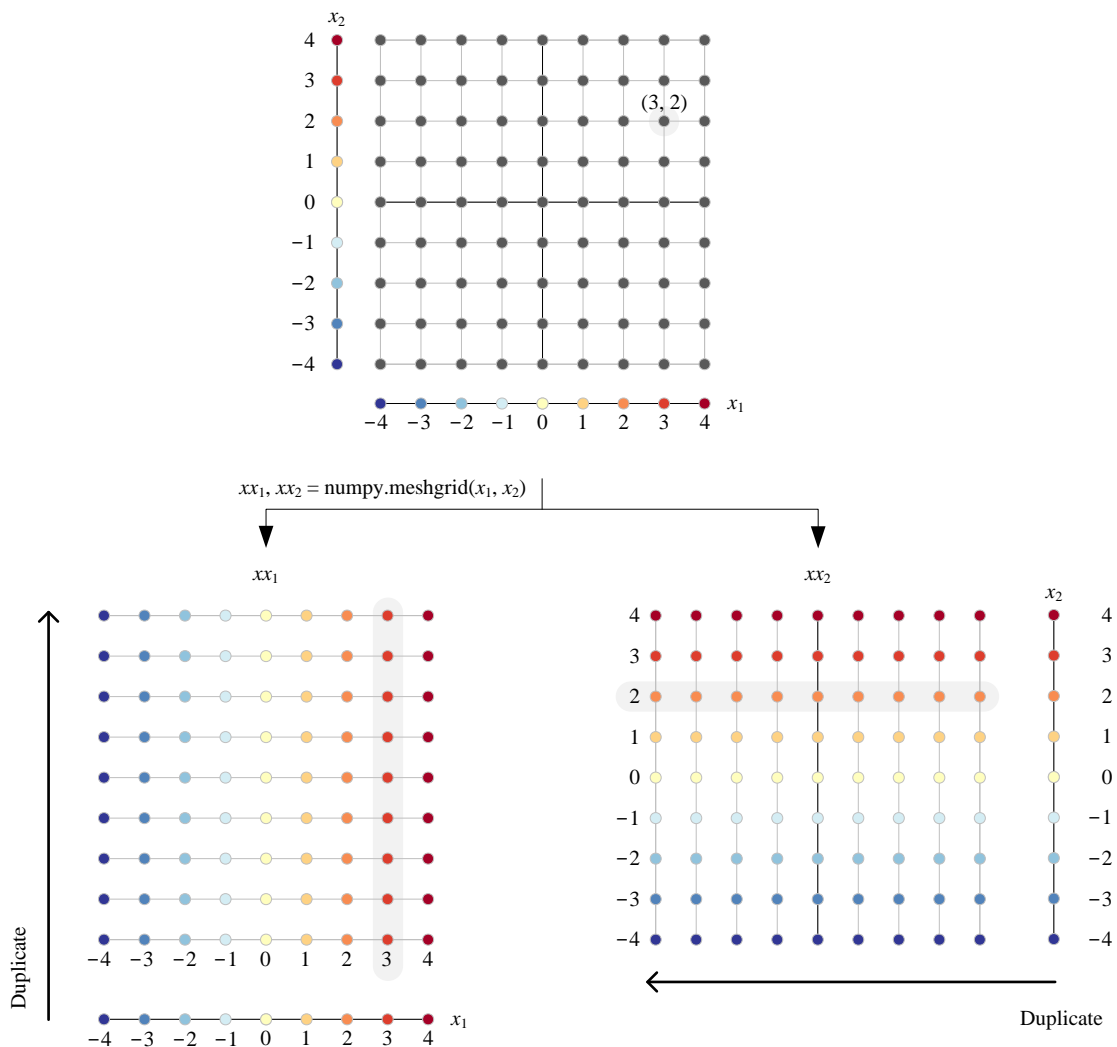 x2
4
3
2
1
0
−1
−2
−3
−4
(3, 2)
−4 −3 −2 −1 0 1 2 3 4 x1
xx1, xx2 = numpy.meshgrid(x1, x2)
xx1
Duplicate
−4 −3 −2 −1 0 1 2 3 4
−4 −3 −2 −1 0 1 2 3 4 x1
xx2
x2
4 4
3 3
2 2
1 1
0 0
−1 −1
−2 −2
−3 −3
−4 −4
Duplicate